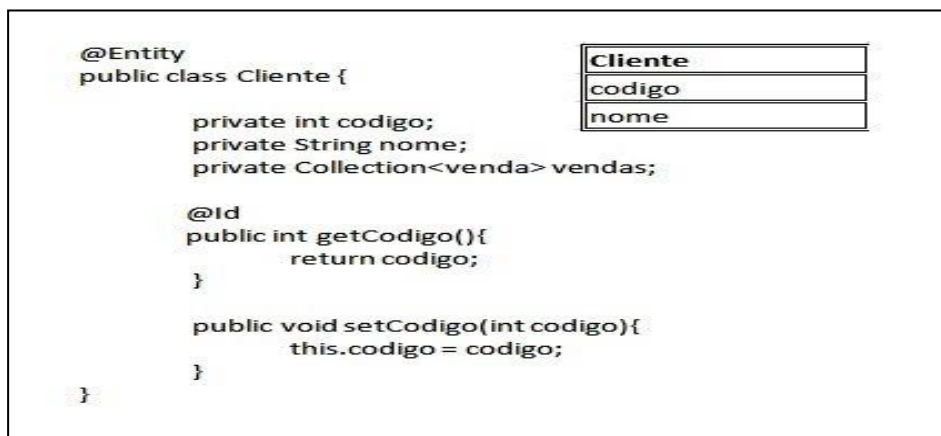 @Entity
public class Cliente {
private int codigo;
private String nome;
private Collection<venda> vendas;
@Id
public int getCodigo(){
return codigo;
}
public void setCodigo(int codigo){
this.codigo = codigo;
}
}
Cliente
codigo
nome